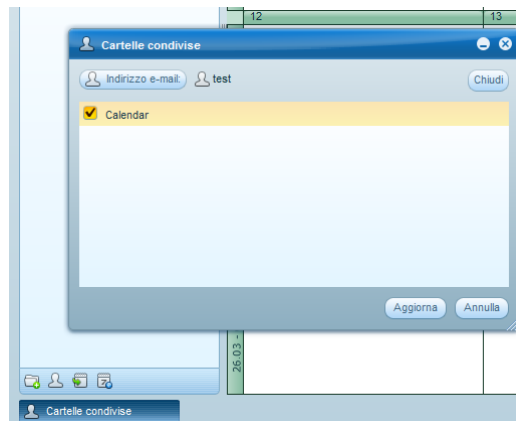 12 13
Cartelle condivise
Indirizzo e-mail: test Chiudi
Calendar
Aggiorna Annulla
26.03 -
Cartelle condivise